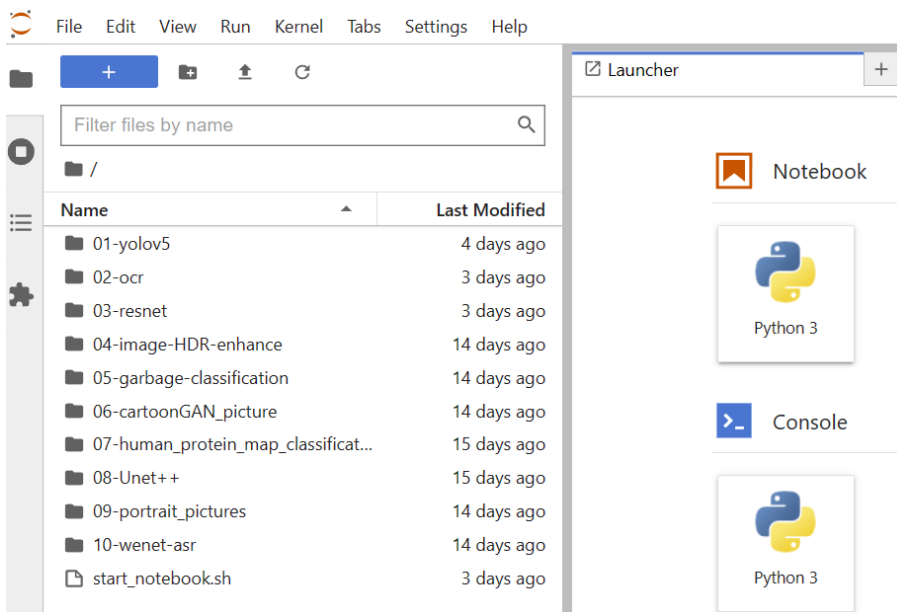 File Edit View Run Kernel Tabs Settings Help
+
Filter files by name
/
Name Last Modified
01-yolov5 4 days ago
02-ocr 3 days ago
03-resnet 3 days ago
04-image-HDR-enhance 14 days ago
05-garbage-classification 14 days ago
06-cartoonGAN_picture 14 days ago
07-human_protein_map_classificat... 15 days ago
08-Unet++ 15 days ago
09-portrait_pictures 14 days ago
10-wenet-asr 14 days ago
start_notebook.sh 3 days ago
Launcher +
Notebook
Python 3
Console
Python 3